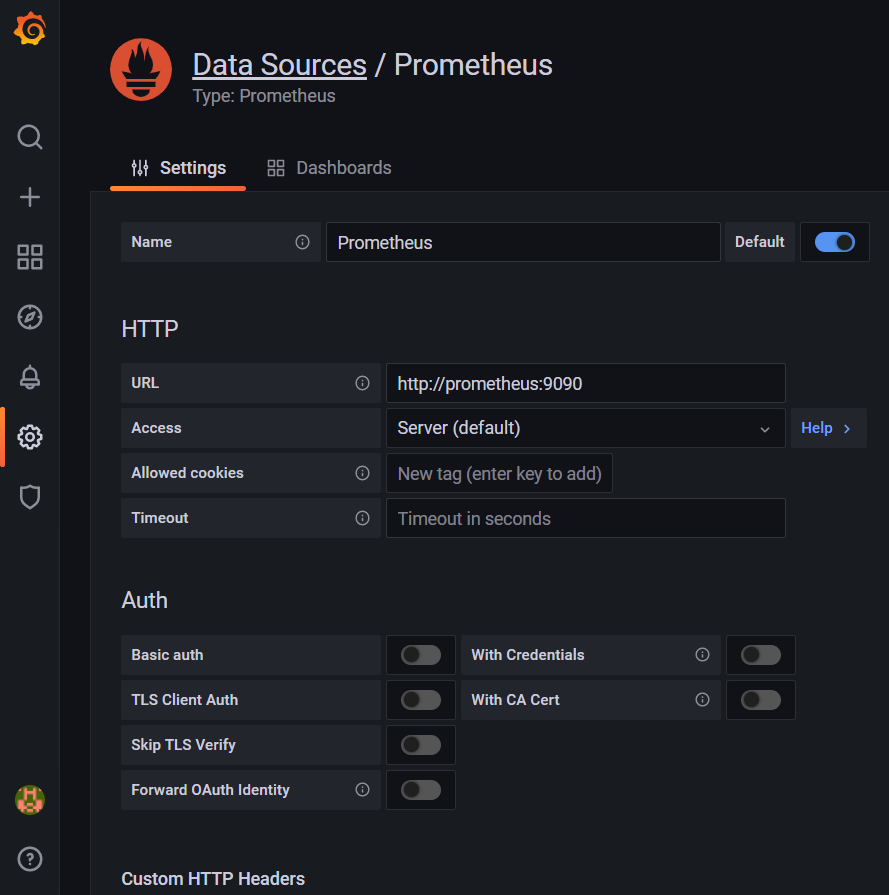 Data Sources / Prometheus
Type: Prometheus
Settings Dashboards
Name Prometheus Default
HTTP
URL http://prometheus:9090
Access Server (default) Help
Allowed cookies New tag (enter key to add)
Timeout Timeout in seconds
Auth
Basic auth With Credentials
TLS Client Auth With CA Cert
Skip TLS Verify
Forward OAuth Identity
Custom HTTP Headers